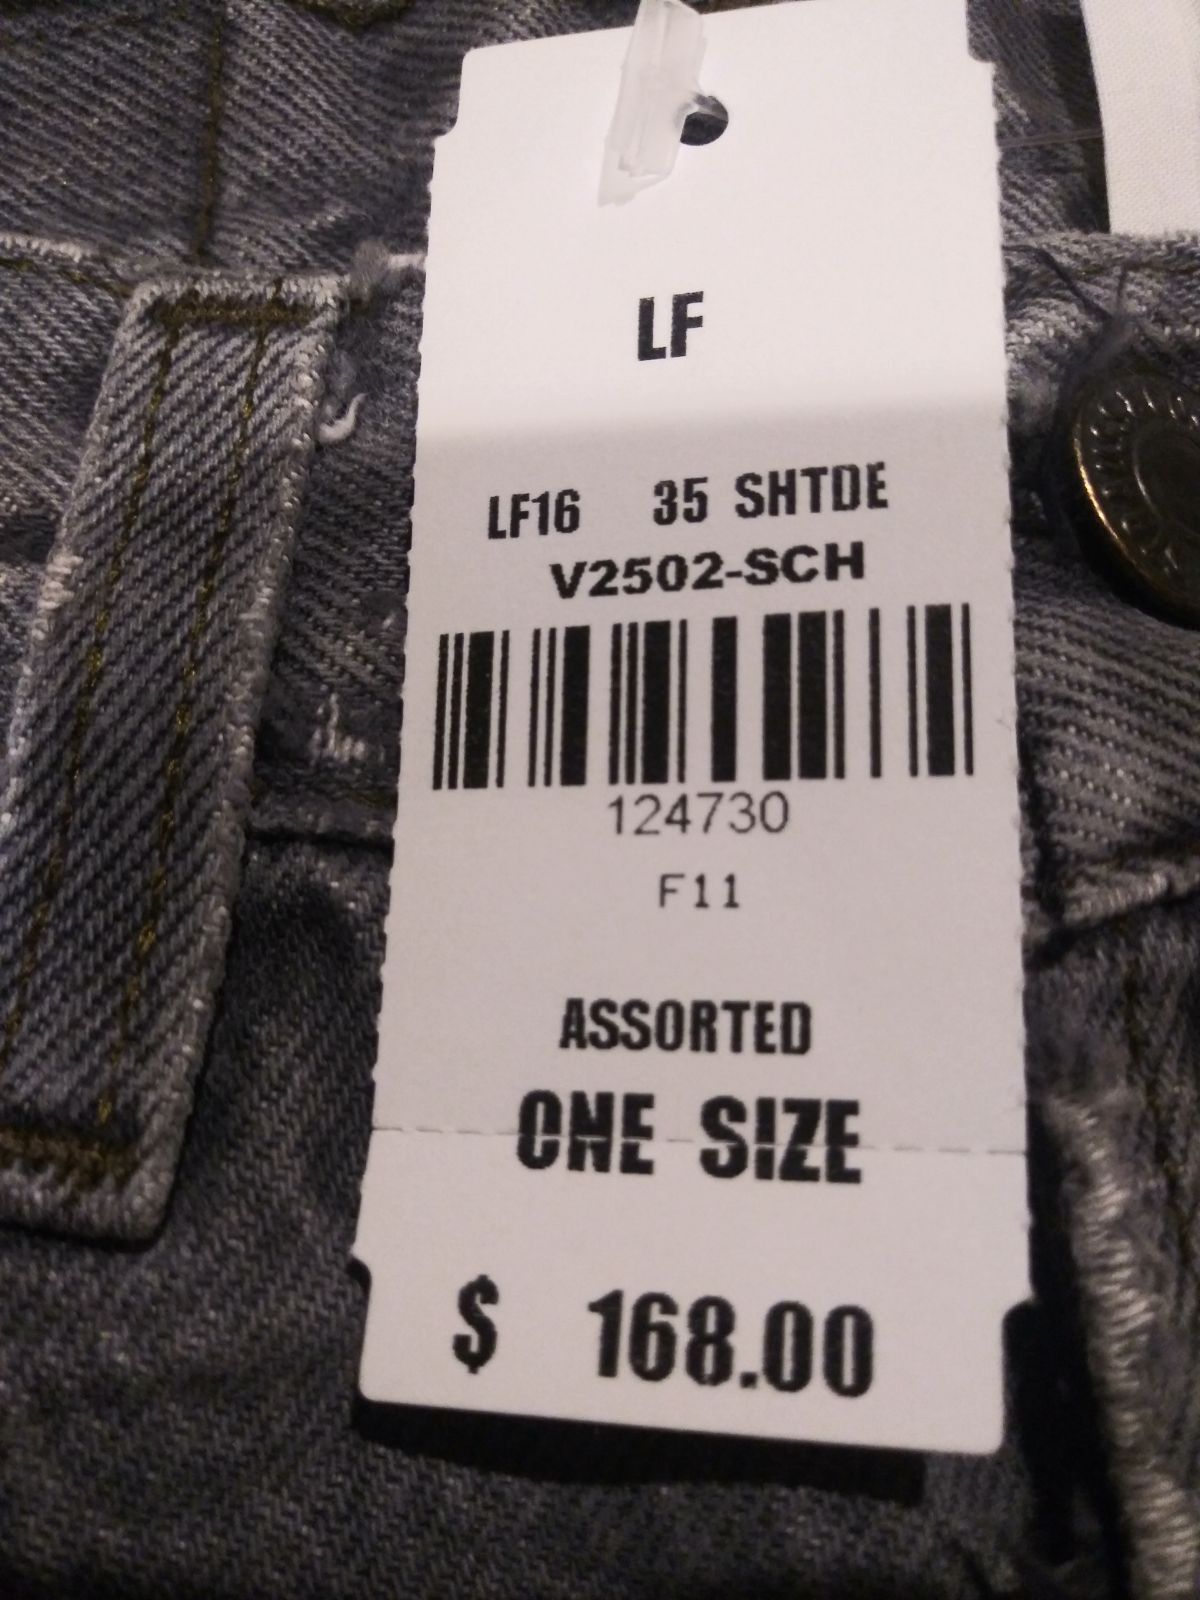 LF
LF16 35 SHTDE
V2502-SCH
124730
F11
ASSORTED
ONE SIZE
$ 168.00